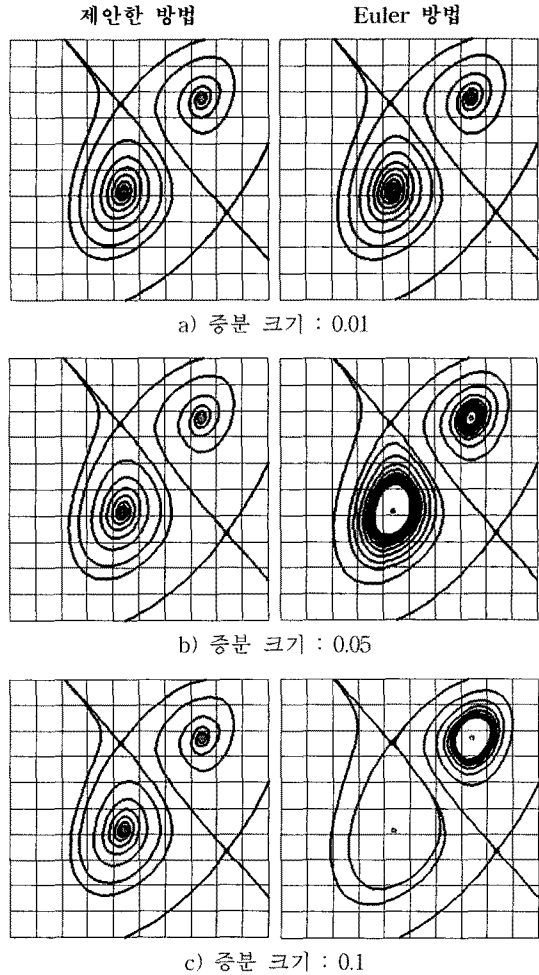 제안한 방법 Euler 방법
a) 증분 크기 : 0.01
b) 증분 크기 : 0.05
c) 증분 크기 : 0.1